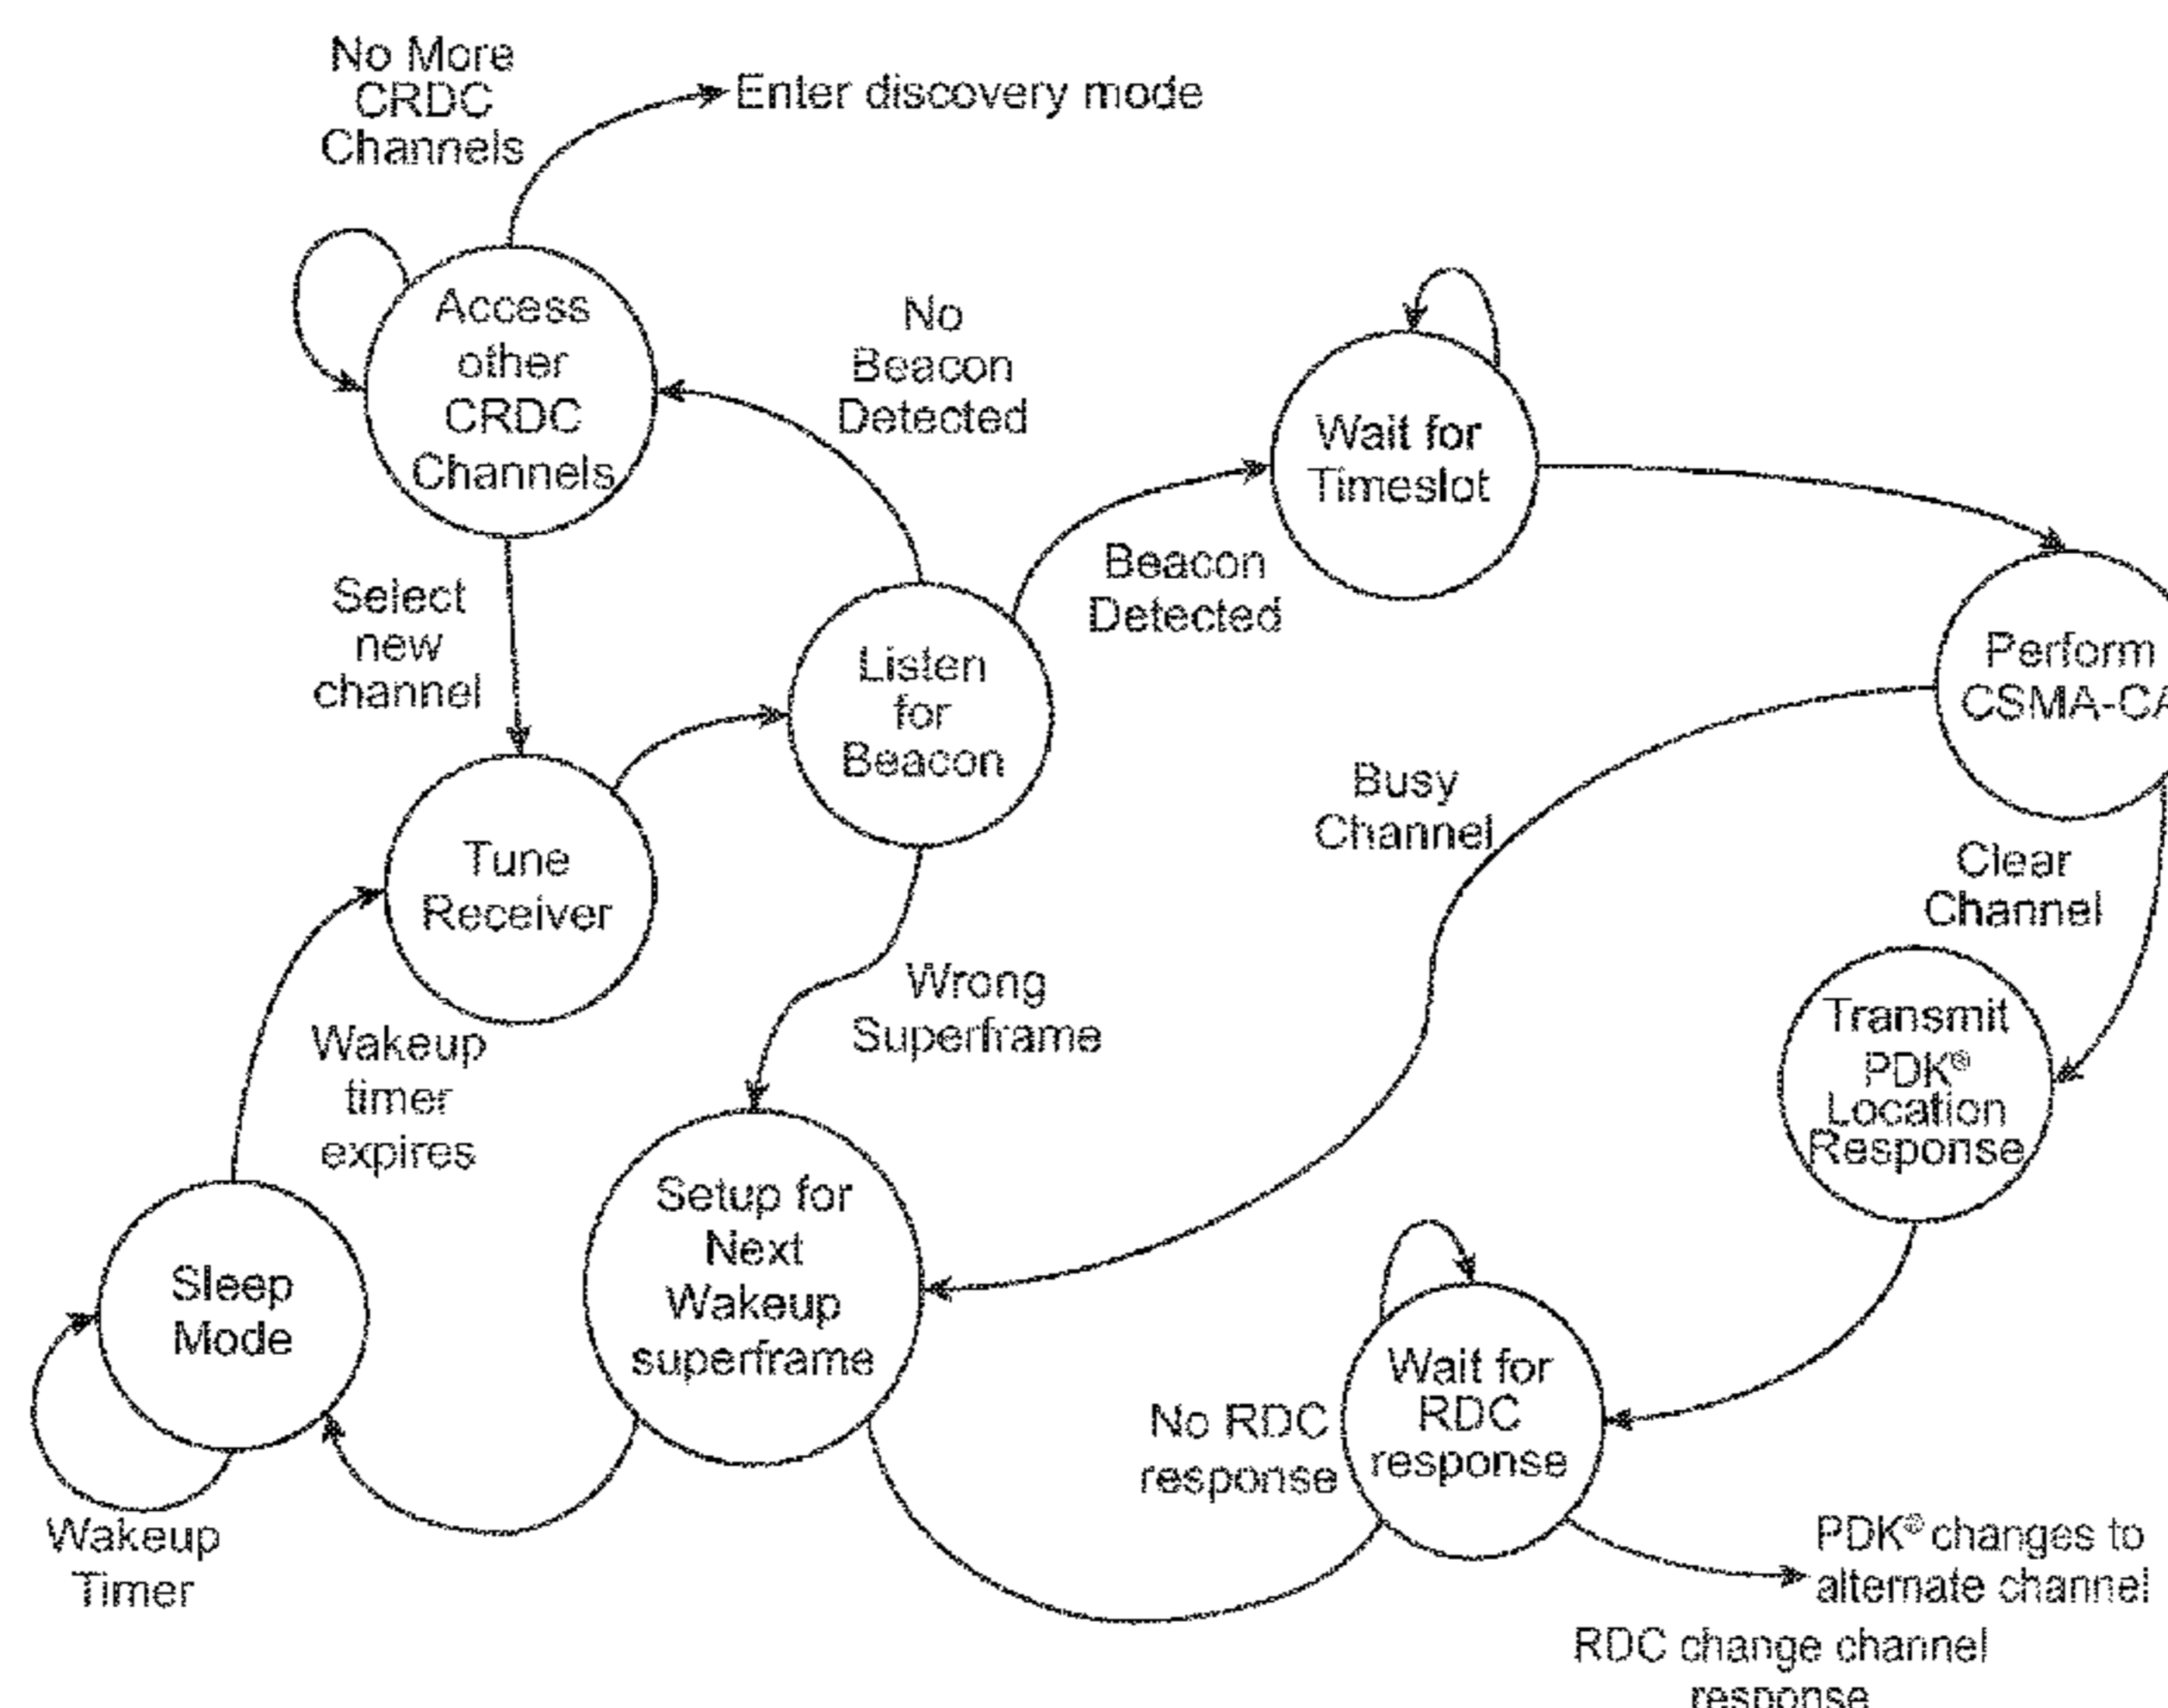 No More
CRDC
Channels
Enter discovery mode
Access
other
CRDC
Channels
No
Beacon
Detected
Wait for
Timeslot
Beacon
Detected
Select
new
channel
Listen
for
Beacon
Perform
CSMA-CA
Busy
Channel
Clear
Channel
Tune
Receiver
Wrong
Superframe
Transmit
PDK®
Location
Response
Wakeup
timer
expires
Setup for
Next
Wakeup
superframe
Sleep
Mode
Wait for
RDC
response
No RDC
response
Wakeup
Timer
PDK® changes to
alternate channel
RDC change channel
response